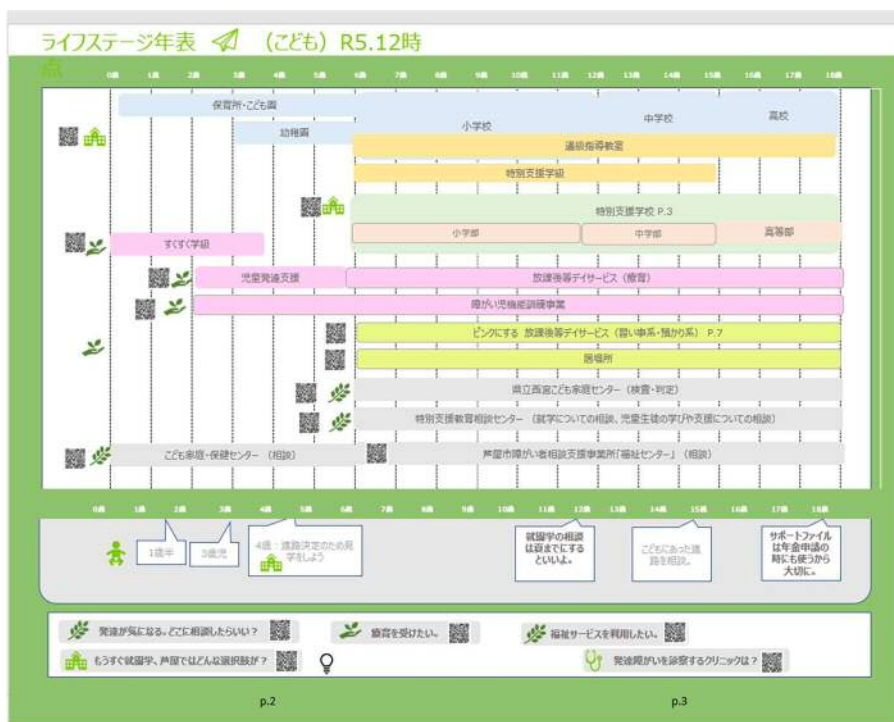 ライフステージ年表 (こども) R5.12時
点
0歳 1歳 2歳 3歳 4歳 5歳 6歳 7歳 8歳 9歳 10歳 11歳 12歳 13歳 14歳 15歳 16歳 17歳 18歳
保育所・こども園
幼稚園
小学校
中学校
高校
通級指導教室
特別支援学級
特別支援学校 P.3
小学部
中学部
高等部
すくすく学級
児童発達支援
放課後等デイサービス(療育)
障がい児機能訓練事業
ピンクにする 放課後等デイサービス(習い事系・預かり系) P.7
居場所
県立西宮こども家庭センター(検査・判定)
特別支援教育相談センター(就学についての相談、児童生徒の学びや支援についての相談)
こども家庭・保健センター(相談)
芦屋市障がい者相談支援事業所「福祉センター」(相談)
0歳 1歳 2歳 3歳 4歳 5歳 6歳 7歳 8歳 9歳 10歳 11歳 12歳 13歳 14歳 15歳 16歳 17歳 18歳
1歳半
3歳児
4歳:進路決定のため見
学をしよう
就園学の相談
は夏までにする
といいよ。
こどもにあった進
路を相談。
サポートファイル
は年金申請の
時にも使うから
大切に。
発達が気になる。どこに相談したらいい?
療育を受けたい。
福祉サービスを利用したい。
もうすぐ就園学、芦屋ではどんな選択肢が?
発達障がいを診察するクリニックは?
p.2
p.3